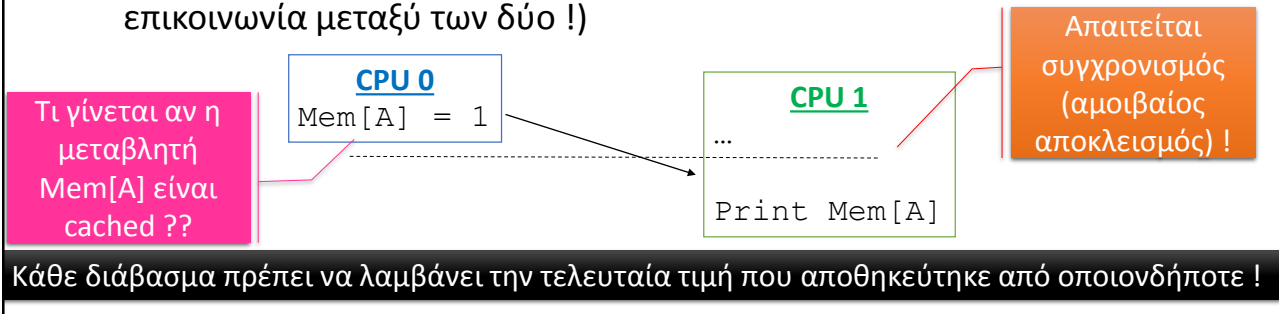 επικοινωνία μεταξύ των δύο !)
Τι γίνεται αν η
μεταβλητή
Mem[A] είναι
cached ??
CPU 0
Mem[A] = 1
CPU 1
…
Print Mem[A]
Απαιτείται
συγχρονισμός
(αμοιβαίος
αποκλεισμός) !
Κάθε διάβασμα πρέπει να λαμβάνει την τελευταία τιμή που αποθηκεύτηκε από οποιονδήποτε !